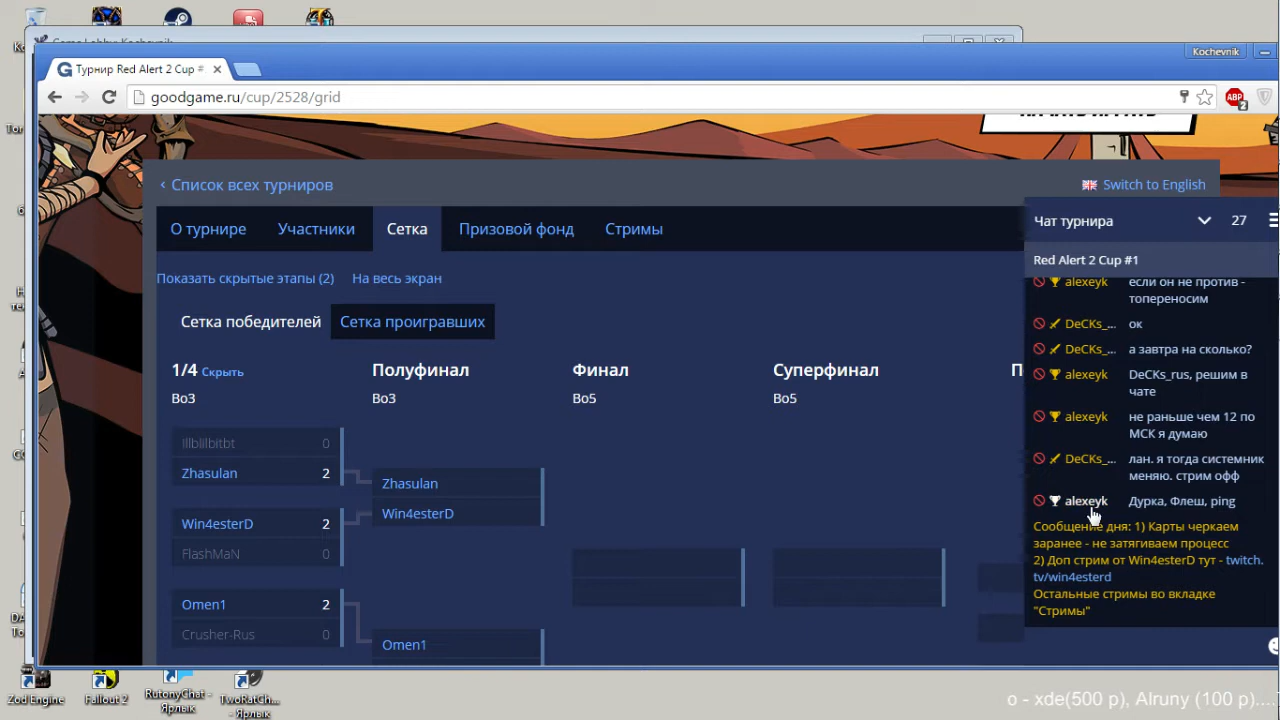 Kochevnik
Турнир Red Alert 2 Cup #
goodgame.ru/cup/2528/grid
ABP
2
‹ Список всех турниров
Switch to English
О турнире Участники Сетка Призовой фонд Стримы
Чат турнира 27
Red Alert 2 Cup #1
Показать скрытые этапы (2) На весь экран
Сетка победителей Сетка проигравших
1/4 Скрыть Полуфинал Финал Суперфинал П
Bo3 Bo3 Bo5 Bo5
!llblilbitbt 0
Zhasulan 2
Win4esterD 2
FlashMaN 0
Omen1 2
Crusher-Rus 0
Zhasulan
Win4esterD
Omen1
alexeyk если он не против -
топереносим
DeCKs_... ок
DeCKs_... а завтра на сколько?
alexeyk DeCKs_rus, решим в
чате
alexeyk не раньше чем 12 по
МСК я думаю
DeCKs_... лан. я тогда системник
меняю. стрим офф
alexeyk Дурка, Флеш, ping
Сообщение дня: 1) Карты черкаем
заранее - не затягиваем процесс
2) Доп стрим от Win4esterD тут - twitch.
tv/win4esterd
Остальные стримы во вкладке
"Стримы"
Zod Engine
Fallout 2
RutonyChat -
Ярлык
TwoRatCh...
- Ярлык
о - xde(500 р), Alruny (100 р)....